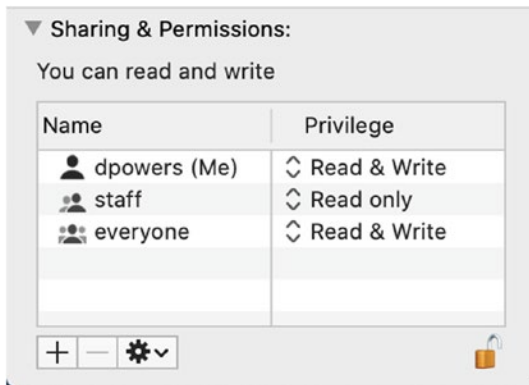 Sharing & Permissions:
You can read and write
Name Privilege
dpowers (Me) Read & Write
staff Read only
everyone Read & Write